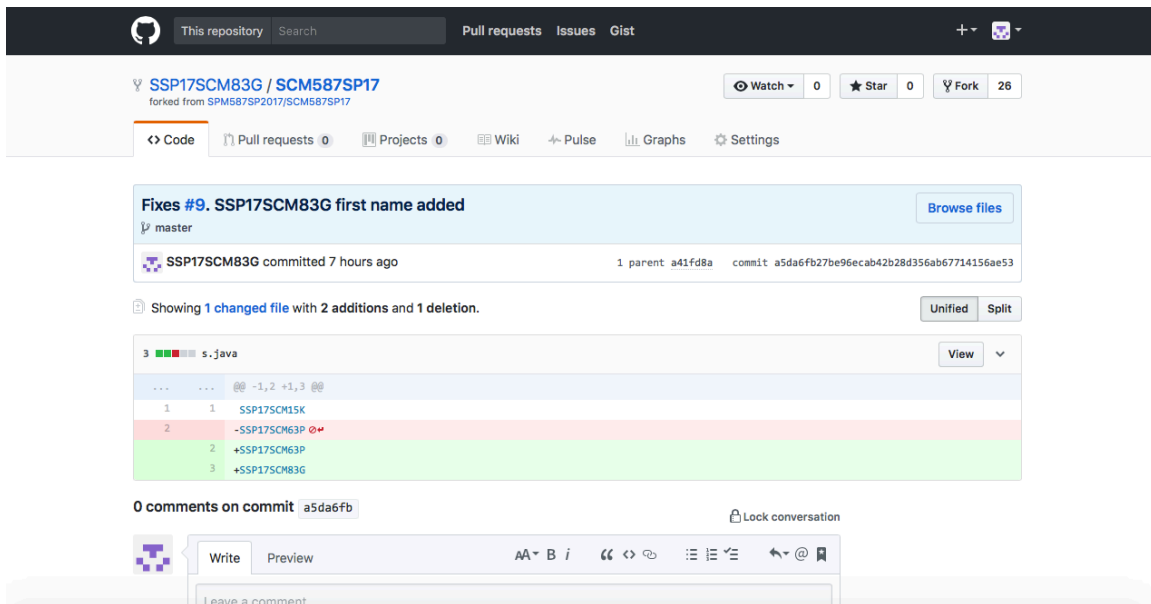 This repository Search Pull requests Issues Gist
SSP17SCM83G / SCM587SP17 Watch 0 Star 0 Fork 26
forked from SPM587SP2017/SCM587SP17
Code Pull requests 0 Projects 0 Wiki Pulse Graphs Settings
Fixes #9. SSP17SCM83G first name added Browse files
master
SSP17SCM83G committed 7 hours ago 1 parent a41fd8a commit a5da6fb27be96ecab42b28d356ab67714156ae53
Showing 1 changed file with 2 additions and 1 deletion. Unified Split
3 s.java View
... ... @@ -1,2 +1,3 @@
1 1 SSP17SCM15K
2 -SSP17SCM63P
2 +SSP17SCM63P
3 +SSP17SCM83G
0 comments on commit a5da6fb
Lock conversation
Write Preview AA B i “ <> @
Leave a comment